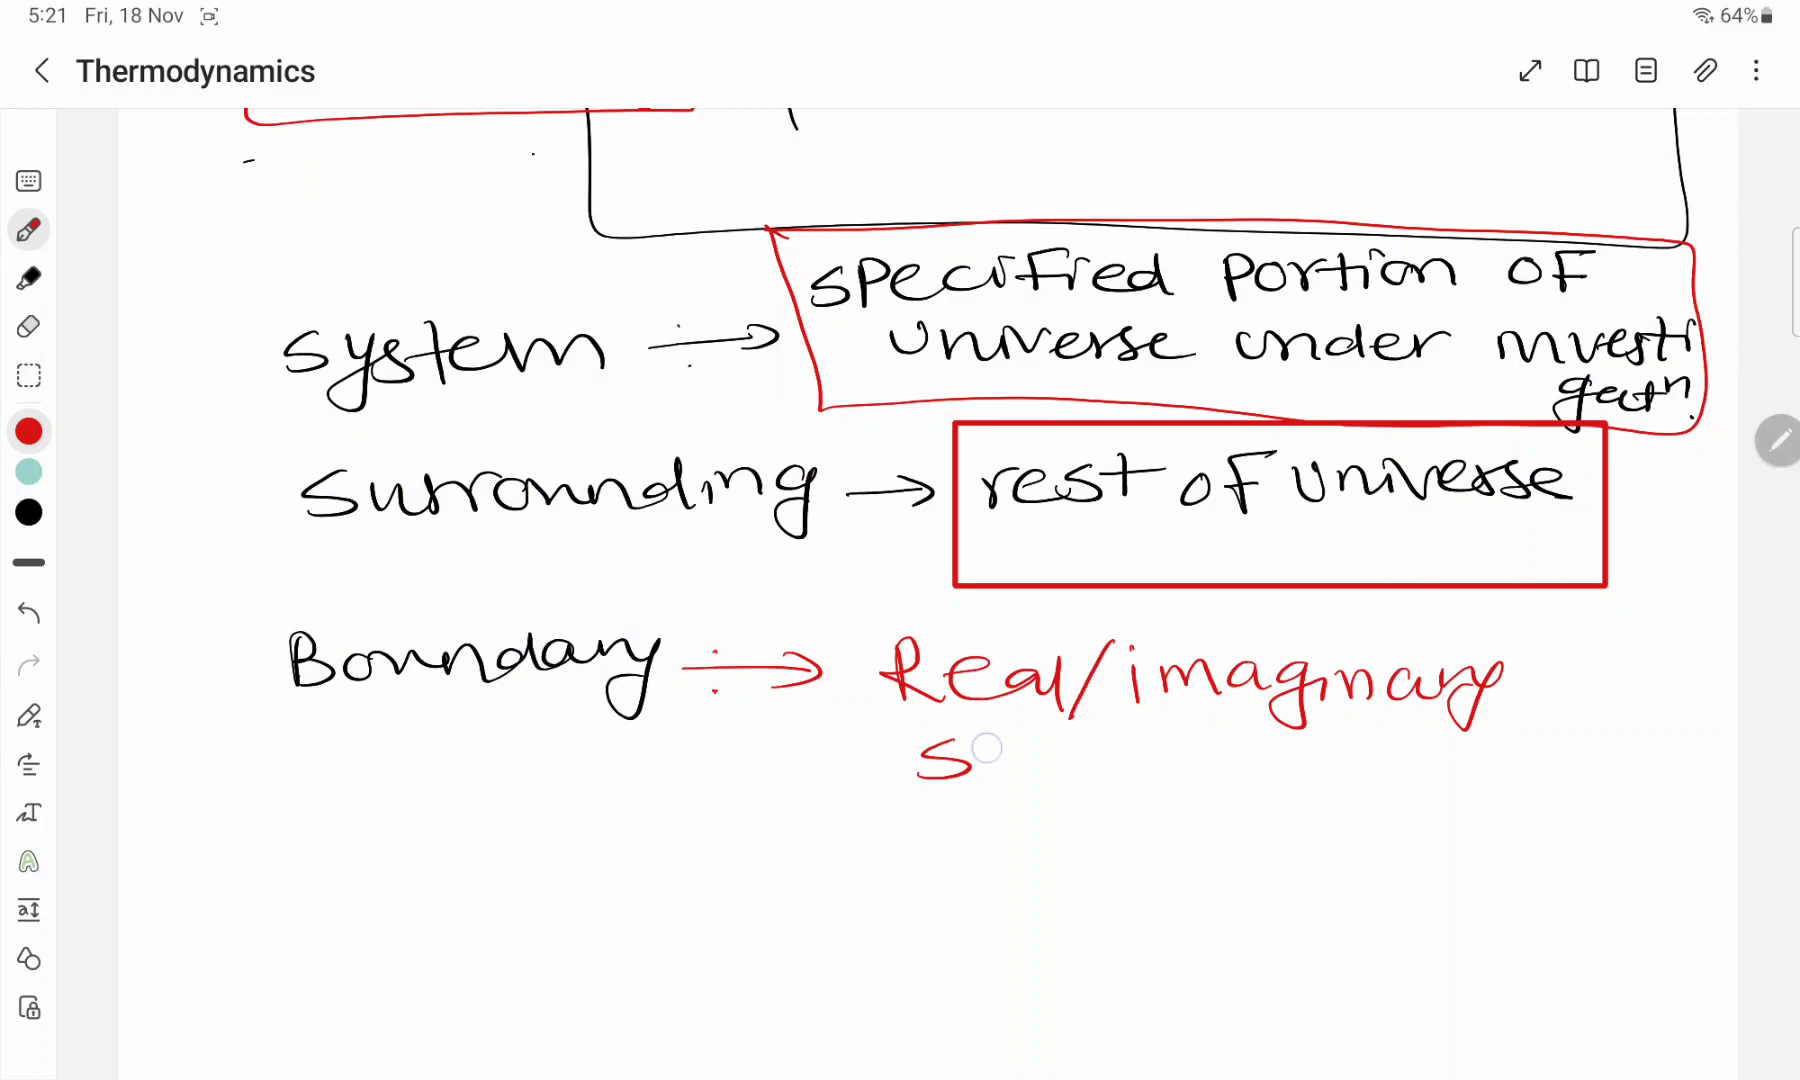 5:21 Fri, 18 Nov 64%
Thermodynamics
specified portion of
system → universe under investi
gatn.
surrounding → rest of universe
Boundary → Real/imaginary
S